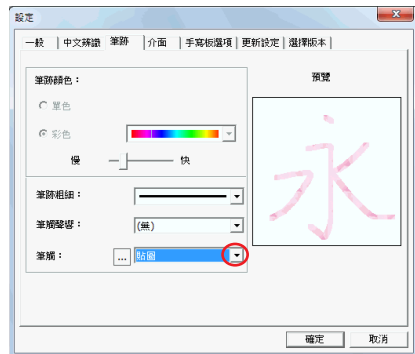 設定
一般 中文辨識 筆跡 介面 手寫板選項 更新設定 選擇版本
筆跡顏色：
單色
彩色
慢 快
筆跡粗細：
筆觸聲響： (無)
筆觸： ... 貼圖
預覽
永
確定 取消